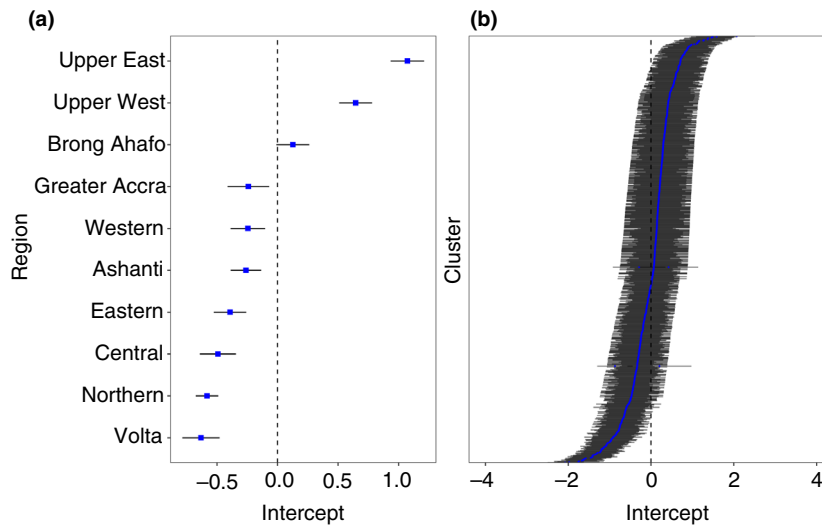 (a)
Upper East
Upper West
Brong Ahafo
Greater Accra
Western
Ashanti
Eastern
Central
Northern
Volta
Region
−0.5 0.0 0.5 1.0
Intercept
(b)
Cluster
−4 −2 0 2 4
Intercept